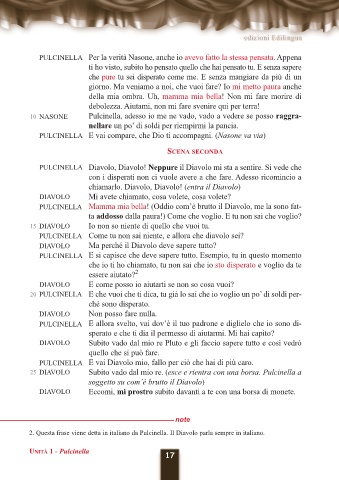 edizioni Edilingua
PULCINELLA Per la verità Nasone, anche io avevo fatto la stessa pensata. Appena
ti ho visto, subito ho pensato quello che hai pensato tu. E senza sapere
che pure tu sei disperato come me. E senza mangiare da più di un
giorno. Ma veniamo a noi, che vuoi fare? Io mi metto paura anche
della mia ombra. Uh, mamma mia bella! Non mi fare morire di
debolezza. Aiutami, non mi fare svenire qui per terra!
10 NASONE Pulcinella, adesso io me ne vado, vado a vedere se posso raggra-
nellare un po' di soldi per riempirmi la pancia.
PULCINELLA E vai compare, che Dio ti accompagni. (Nasone va via)
SCENA SECONDA
PULCINELLA Diavolo, Diavolo! Neppure il Diavolo mi sta a sentire. Si vede che
con i disperati non ci vuole avere a che fare. Adesso ricomincio a
chiamarlo. Diavolo, Diavolo! (entra il Diavolo)
DIAVOLO Mi avete chiamato, cosa volete, cosa volete?
PULCINELLA Mamma mia bella! (Oddio com'è brutto il Diavolo, me la sono fat-
ta addosso dalla paura!) Come che voglio. E tu non sai che voglio?
15 DIAVOLO Io non so niente di quello che vuoi tu.
PULCINELLA Come tu non sai niente, e allora che diavolo sei?
DIAVOLO Ma perché il Diavolo deve sapere tutto?
PULCINELLA E si capisce che deve sapere tutto. Esempio, tu in questo momento
che io ti ho chiamato, tu non sai che io sto disperato e voglio da te
essere aiutato?2
DIAVOLO E come posso io aiutarti se non so cosa vuoi?
20 PULCINELLA E che vuoi che ti dica, tu già lo sai che io voglio un po' di soldi per-
ché sono disperato.
DIAVOLO Non posso fare nulla.
PULCINELLA E allora svelto, vai dov'è il tuo padrone e diglielo che io sono di-
sperato e che ti dia il permesso di aiutarmi. Mi hai capito?
DIAVOLO Subito vado dal mio re Pluto e gli faccio sapere tutto e così vedrò
quello che si può fare.
PULCINELLA E vai Diavolo mio, fallo per ciò che hai di più caro.
25 DIAVOLO Subito vado dal mio re. (esce e rientra con una borsa. Pulcinella a
soggetto su com'è brutto il Diavolo)
DIAVOLO Eccomi, mi prostro subito davanti a te con una borsa di monete.
note
2. Questa frase viene detta in italiano da Pulcinella. Il Diavolo parla sempre in italiano.
UNITÀ 1 - Pulcinella
17